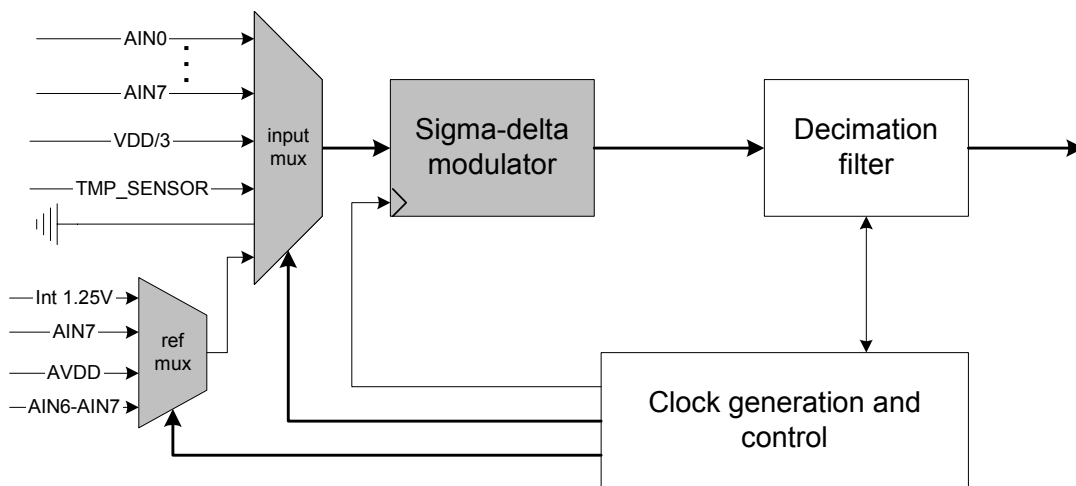 AIN0
AIN7
VDD/3
TMP_SENSOR
input
mux
Sigma-delta
modulator
Decimation
filter
Int 1.25V
AIN7
AVDD
AIN6-AIN7
ref
mux
Clock generation and
control